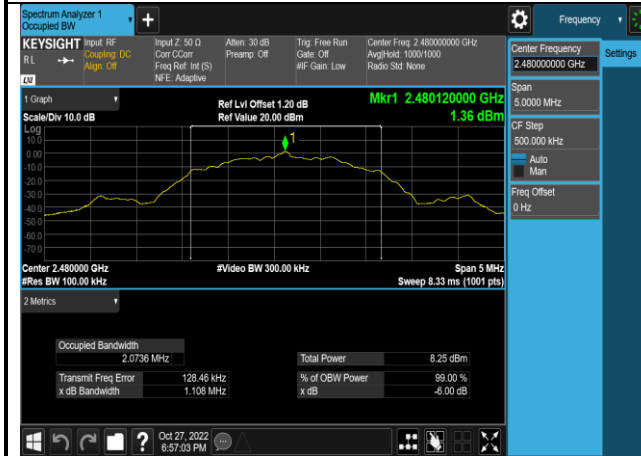 Spectrum Analyzer 1
Occupied BW
+
Frequency
KEYSIGHT
Input: RF
Coupling: DC
Align: Off
Input Z: 50 Ω
Corr CCorr
Freq Ref: Int (S)
NFE: Adaptive
Atten: 30 dB
Preamp: Off
Trig: Free Run
Gate: Off
#IF Gain: Low
Center Freq: 2.480000000 GHz
Avg|Hold: 1000/1000
Radio Std: None
RL
LXI
Center Frequency
2.480000000 GHz
Settings
Span
5.0000 MHz
CF Step
500.000 kHz
Auto
Man
Freq Offset
0 Hz
1 Graph
Scale/Div 10.0 dB
Ref Lvl Offset 1.20 dB
Ref Value 20.00 dBm
Mkr1 2.480120000 GHz
1.36 dBm
Log
10.0
0.00
-10.0
-20.0
-30.0
-40.0
-50.0
-60.0
-70.0
1
Center 2.480000 GHz
#Video BW 300.00 kHz
Span 5 MHz
#Res BW 100.00 kHz
Sweep 8.33 ms (1001 pts)
2 Metrics
Occupied Bandwidth
2.0736 MHz
Total Power 8.25 dBm
Transmit Freq Error 128.46 kHz
% of OBW Power 99.00 %
x dB Bandwidth 1.108 MHz
x dB -6.00 dB
?
Oct 27, 2022
6:57:03 PM